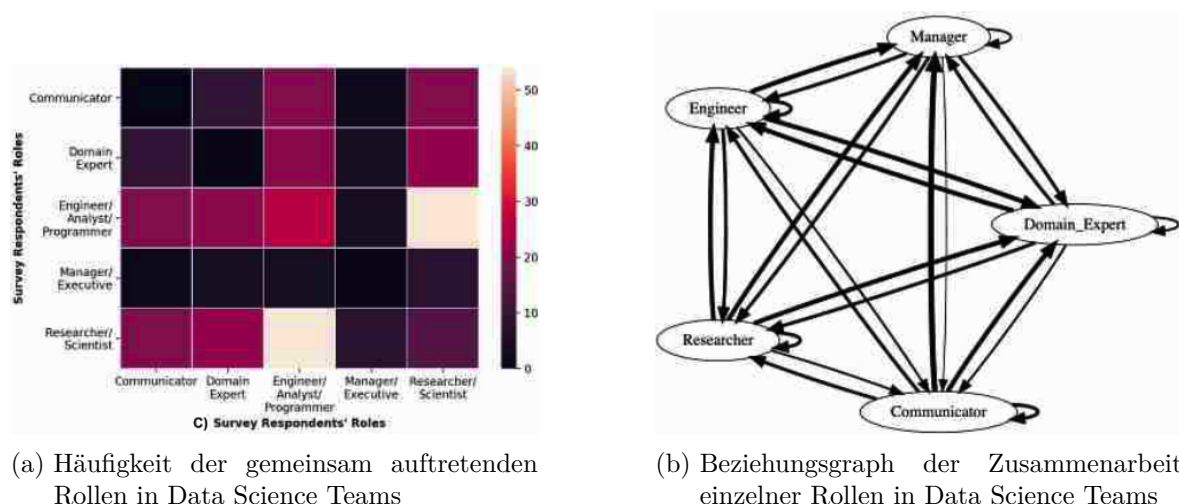 Survey Respondents' Roles
Communicator
Domain
Expert
Engineer/
Analyst/
Programmer
Manager/
Executive
Researcher/
Scientist
50
40
30
20
10
0
Communicator
Domain
Expert
Engineer/
Analyst/
Programmer
Manager/
Executive
Researcher/
Scientist
C) Survey Respondents' Roles
(a) Häufigkeit der gemeinsam auftretenden
Rollen in Data Science Teams
Manager
Engineer
Domain_Expert
Researcher
Communicator
(b) Beziehungsgraph der Zusammenarbeit
einzelner Rollen in Data Science Teams